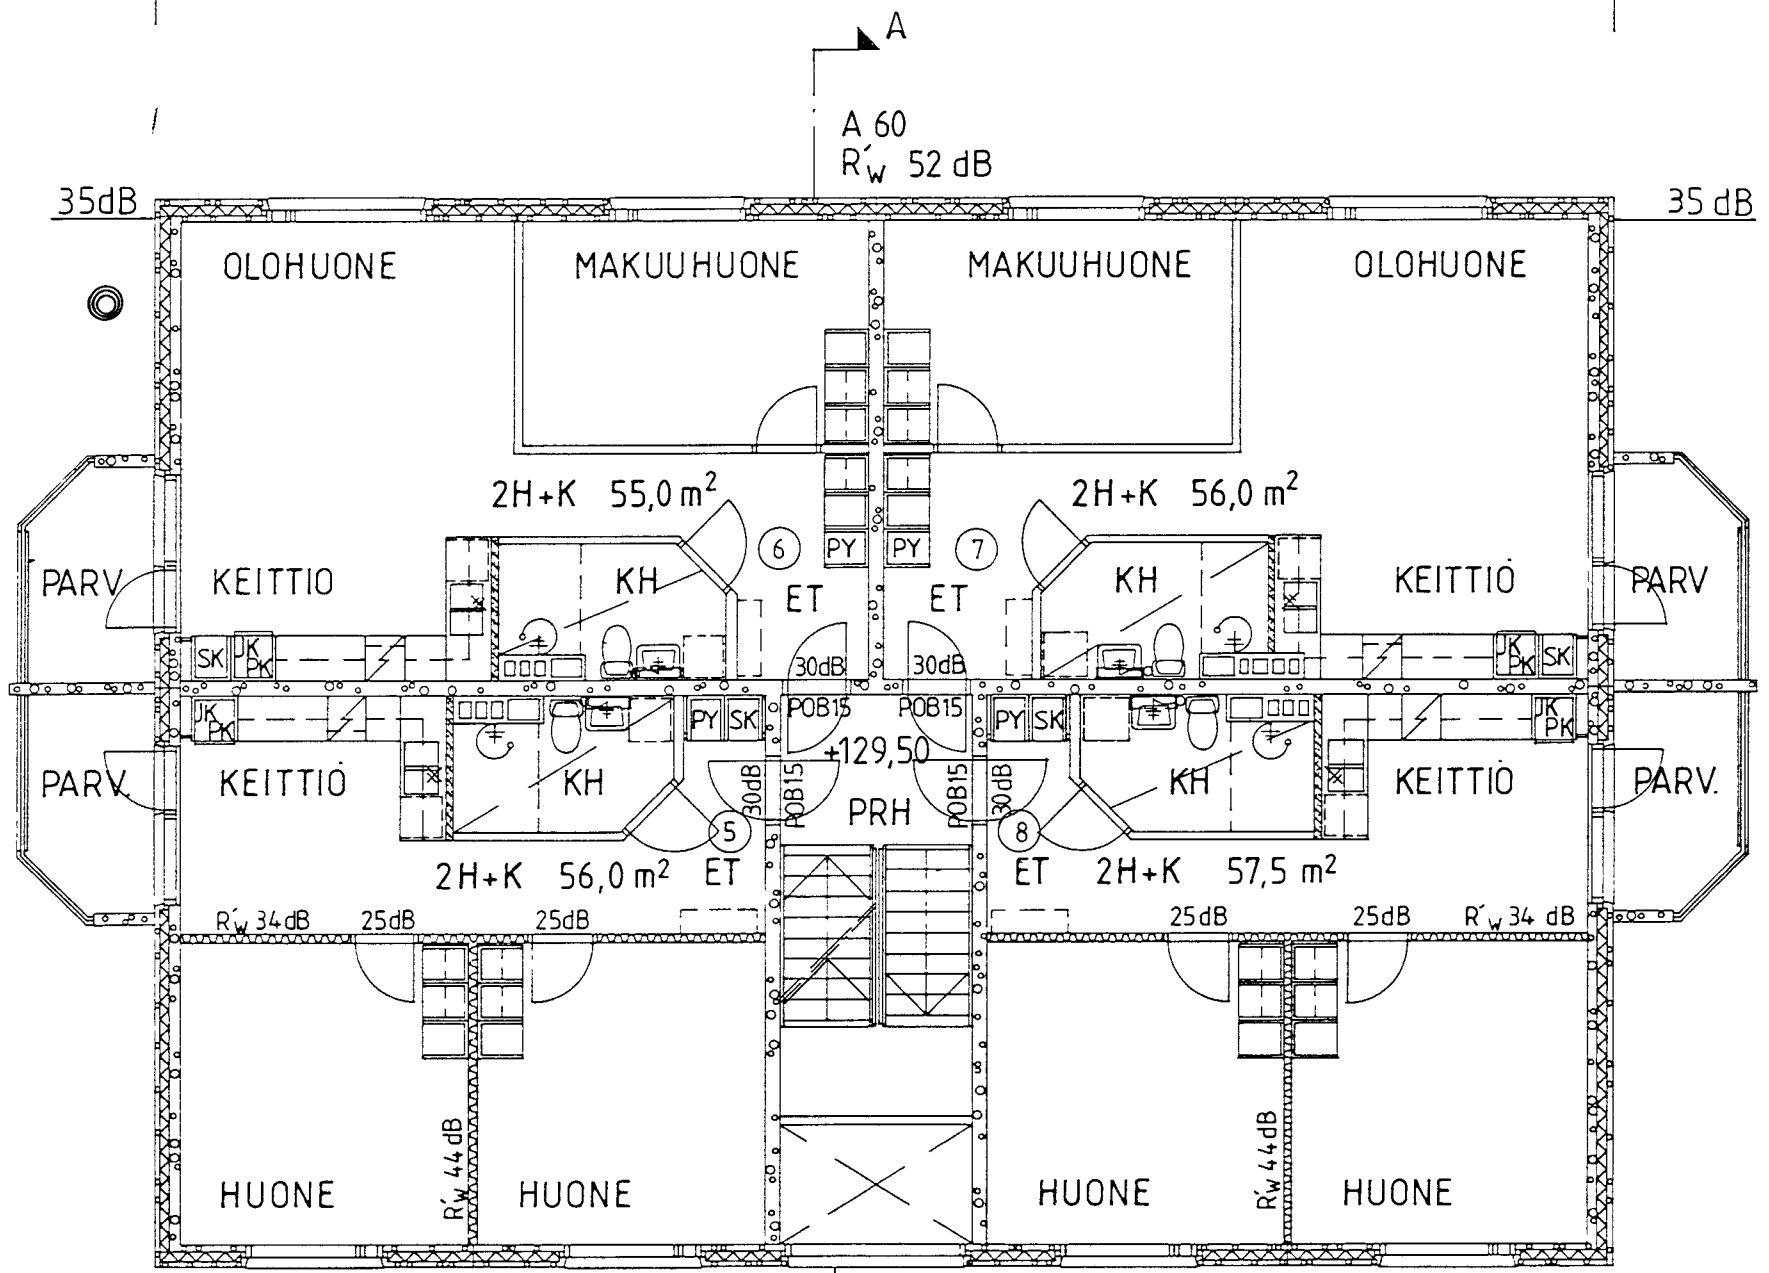 A
A 60
R'w 52 dB
35dB
35 dB
OLOHUONE MAKUUHUONE MAKUUHUONE OLOHUONE
2H+K 55,0 m² 2H+K 56,0 m²
6 PY PY 7
PARV. KEITTIÖ KH ET ET KH KEITTIÖ PARV
SK JK PK 30dB 30dB JK PK SK
JK PK PY SK POB15 POB15 PY SK JK PK
+129,50
PARV. KEITTIÖ KH 30dB POB15 POB15 30dB KH KEITTIÖ PARV.
5 PRH 8
2H+K 56,0 m² ET ET 2H+K 57,5 m²
R'w 34dB 25dB 25dB 25dB 25dB R'w 34 dB
R'w 44dB R'w 44dB
HUONE HUONE HUONE HUONE